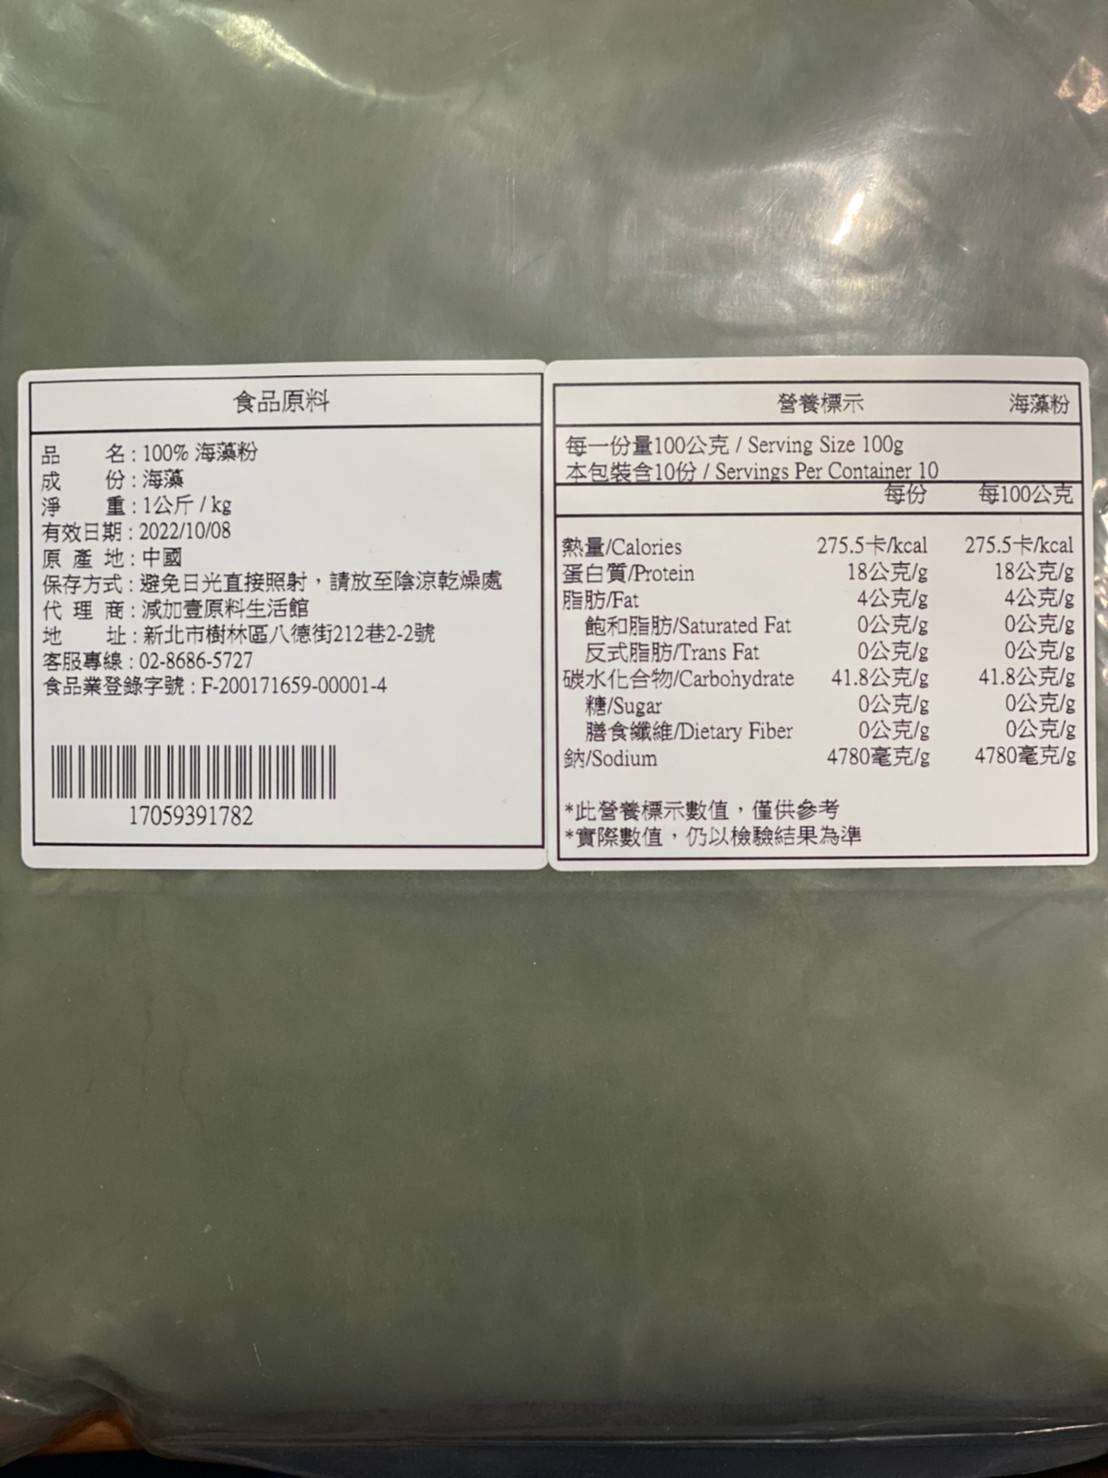 食品原料
品名：100% 海藻粉
成份：海藻
淨重：1公斤 / kg
有效日期：2022/10/08
原產地：中國
保存方式：避免日光直接照射，請放至陰涼乾燥處
代理商：減加壹原料生活館
地址：新北市樹林區八德街212巷2-2號
客服專線：02-8686-5727
食品業登錄字號：F-200171659-00001-4
17059391782
營養標示 海藻粉
每一份量100公克 / Serving Size 100g
本包裝含10份 / Servings Per Container 10
每份 每100公克
熱量/Calories 275.5卡/kcal 275.5卡/kcal
蛋白質/Protein 18公克/g 18公克/g
脂肪/Fat 4公克/g 4公克/g
飽和脂肪/Saturated Fat 0公克/g 0公克/g
反式脂肪/Trans Fat 0公克/g 0公克/g
碳水化合物/Carbohydrate 41.8公克/g 41.8公克/g
糖/Sugar 0公克/g 0公克/g
膳食纖維/Dietary Fiber 0公克/g 0公克/g
鈉/Sodium 4780毫克/g 4780毫克/g
*此營養標示數值，僅供參考
*實際數值，仍以檢驗結果為準